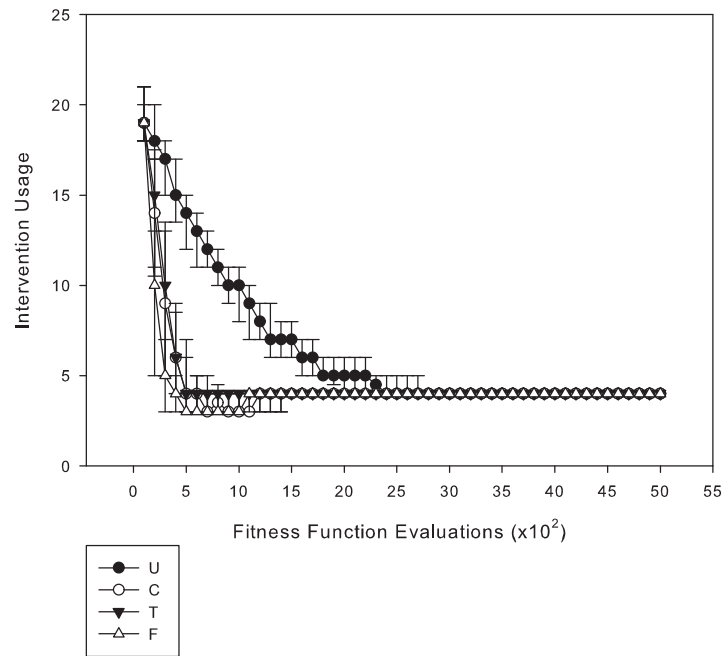 25
20
15
10
5
0
Intervention Usage
0 5 10 15 20 25 30 35 40 45 50 55
Fitness Function Evaluations (x10²)
U
C
T
F